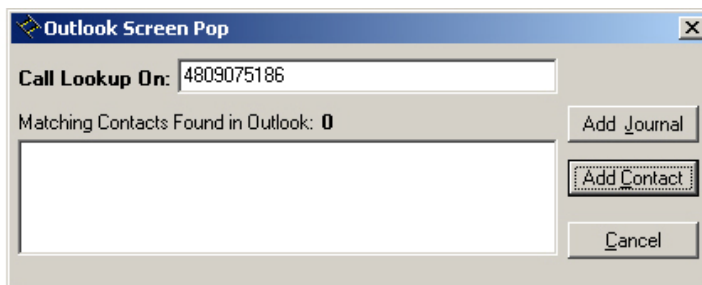 Outlook Screen Pop
Call Lookup On: 4809075186
Matching Contacts Found in Outlook: 0
Add Journal
Add Contact
Cancel